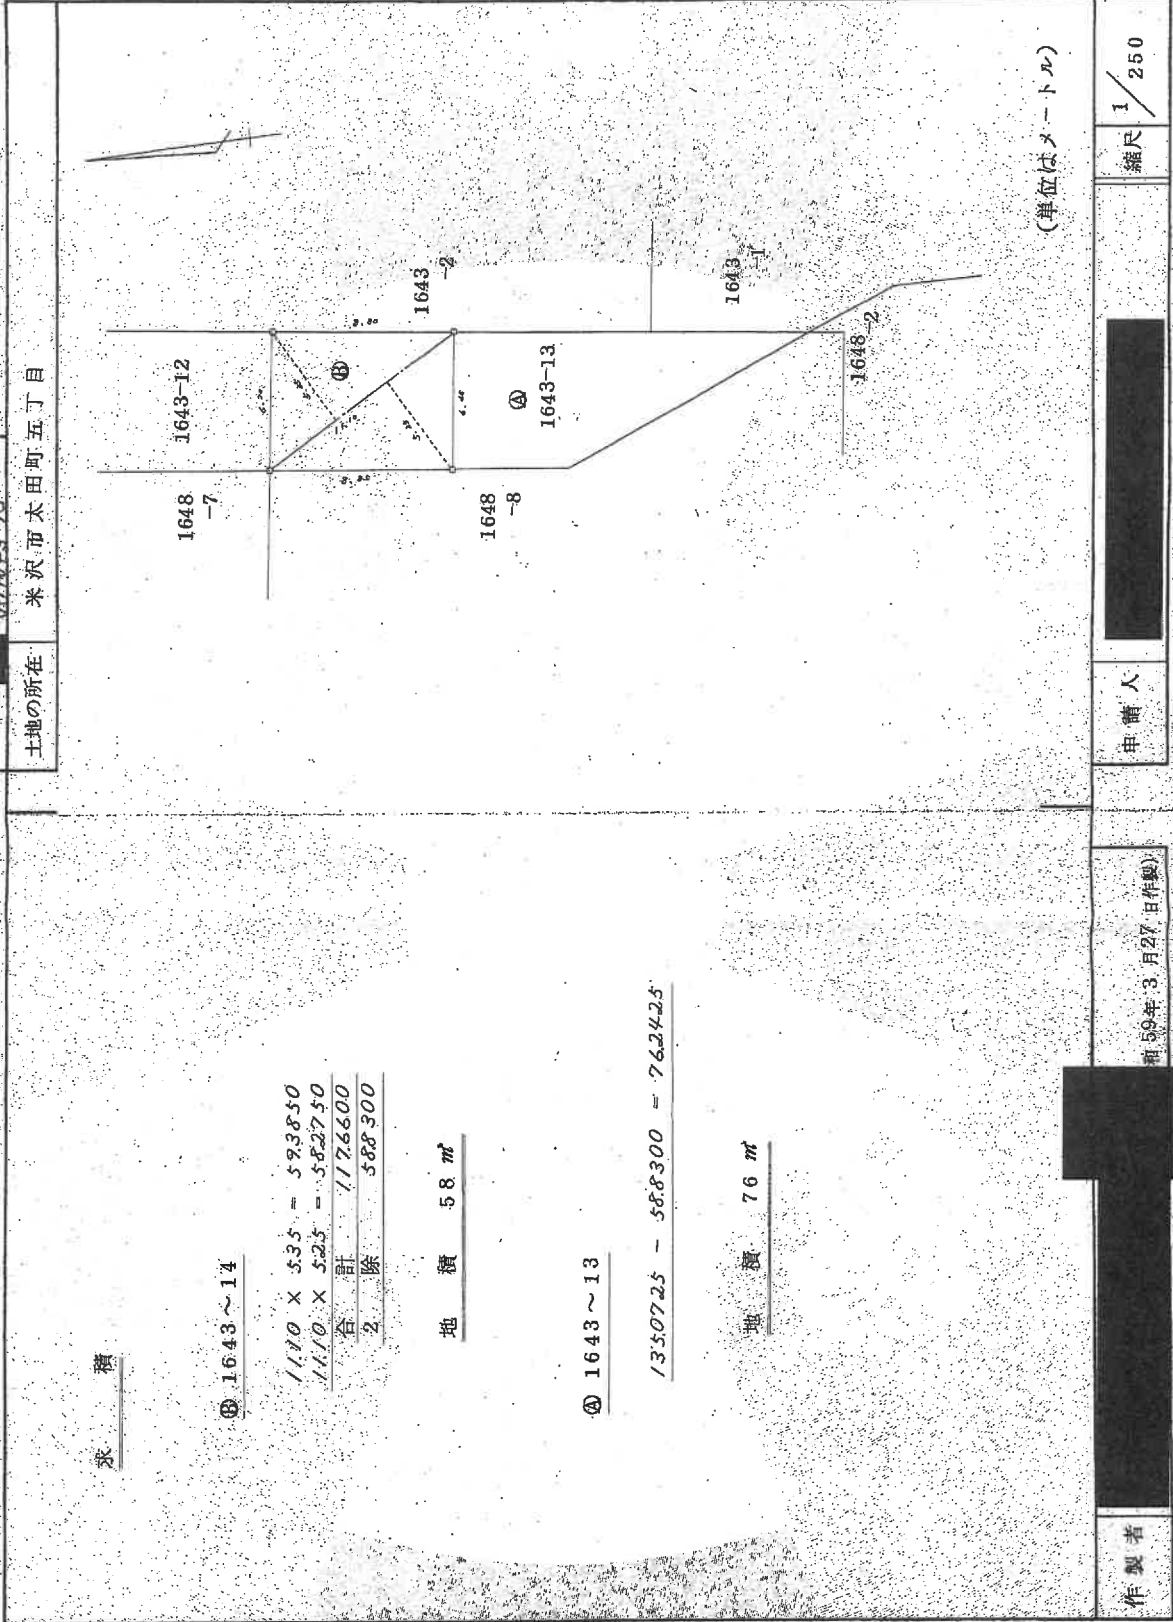 土地の所在 米沢市太田町五丁目
求積
Ⓑ 1643～14
11.10 × 5.35 = 59.3850
11.10 × 5.25 = 58.2750
合計 117.6600
2 除 58.8300
地積 58 ㎡
Ⓐ 1643～13
135.0725 - 58.8300 = 76.2425
地積 76 ㎡
1648
-7
1643-12
Ⓑ
1643
-2
1648
-8
Ⓐ
1643-13
1643
-1
1648
-2
(単位はメートル)
作製者
和59年3月27日作製)
申請人
縮尺 1/250